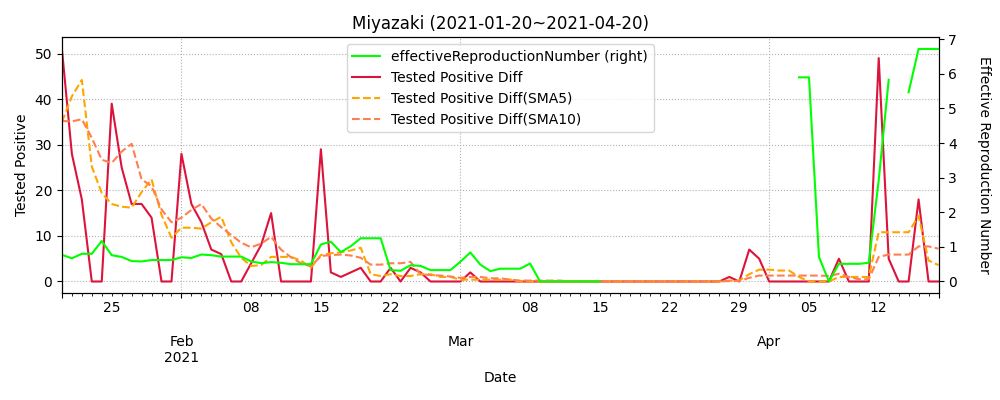 Miyazaki (2021-01-20~2021-04-20)
effectiveReproductionNumber (right)
Tested Positive Diff
Tested Positive Diff(SMA5)
Tested Positive Diff(SMA10)
Tested Positive
50
40
30
20
10
0
Effective Reproduction Number
7
6
5
4
3
2
1
0
25 08 15 22 08 15 22 29 05 12
Feb Mar Apr
2021
Date